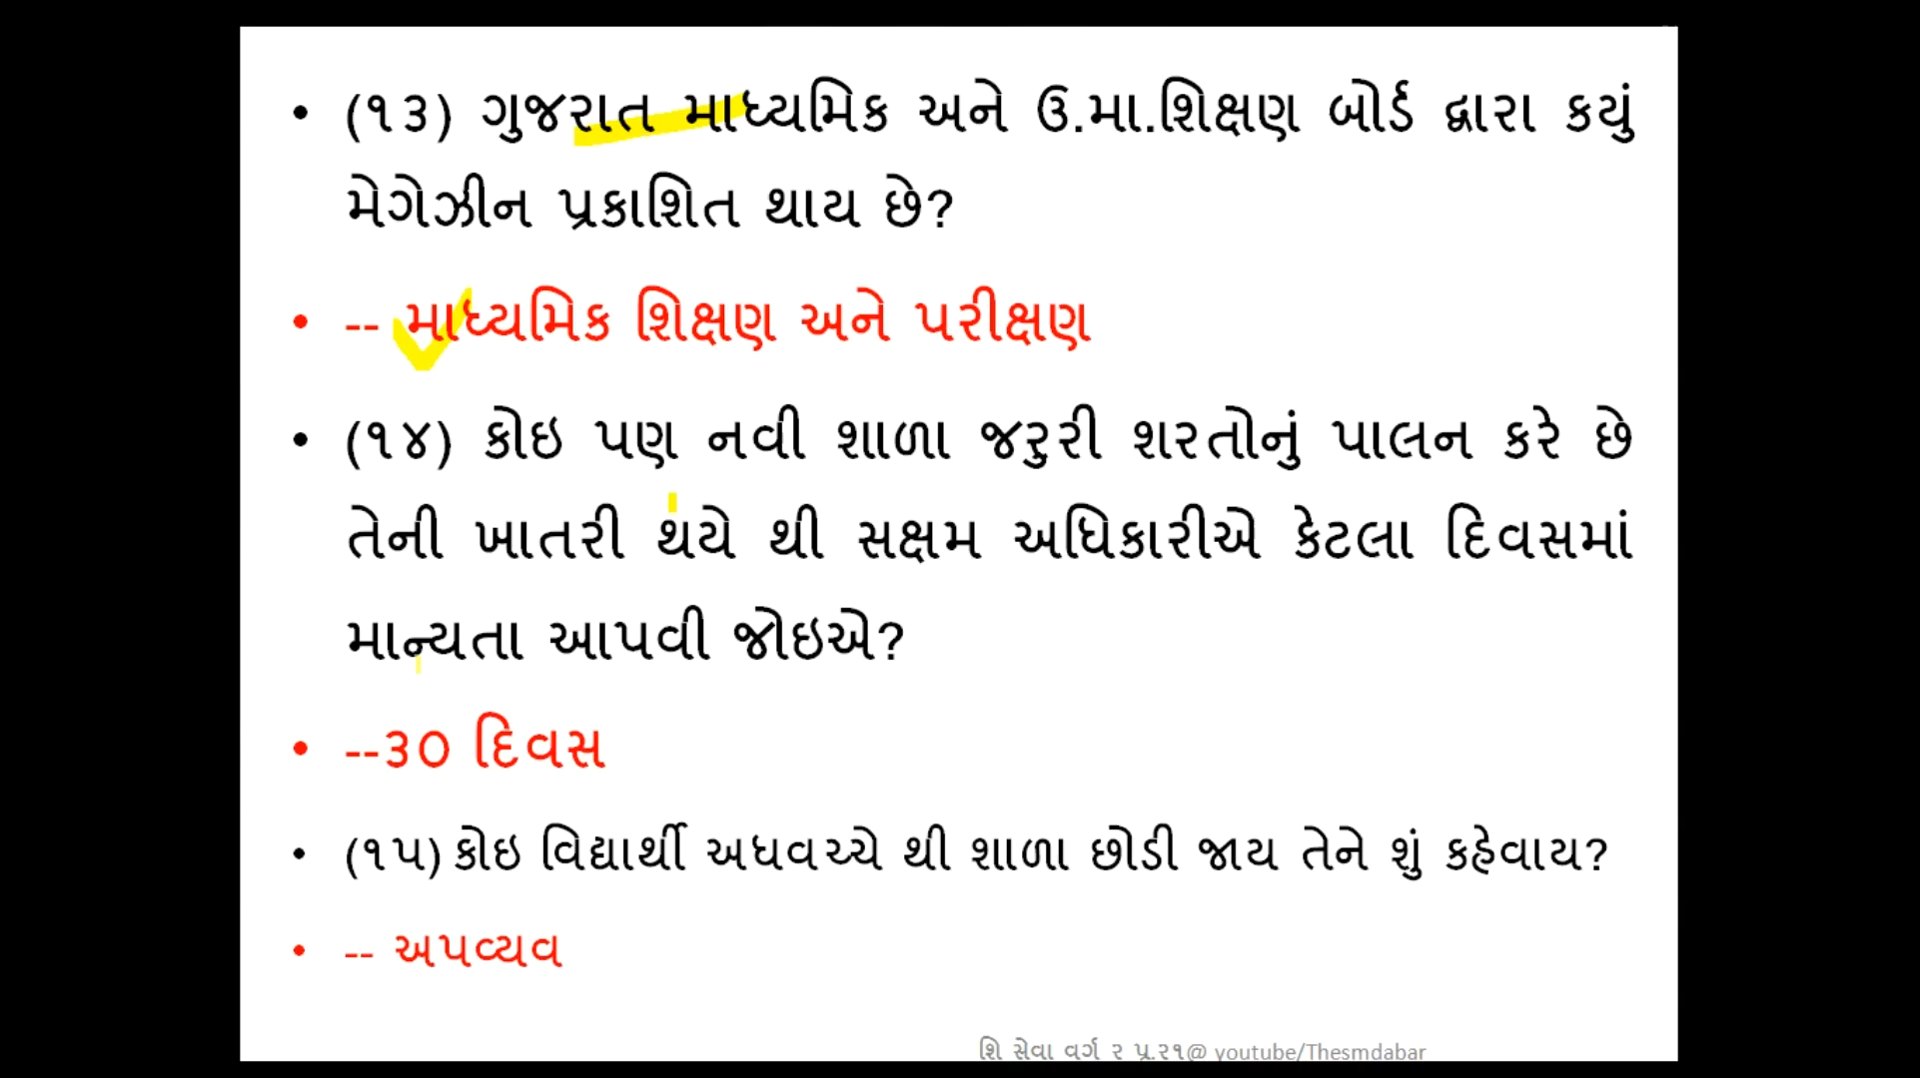 • (૧૩) ગુજરાત માધ્યમિક અને ઉ.મા.શિક્ષણ બોર્ડ દ્વારા કયું
મેગેઝીન પ્રકાશિત થાય છે?
• -- માધ્યમિક શિક્ષણ અને પરીક્ષણ
• (૧૪) કોઇ પણ નવી શાળા જરુરી શરતોનું પાલન કરે છે
તેની ખાતરી થયે થી સક્ષમ અધિકારીએ કેટલા દિવસમાં
માન્યતા આપવી જોઇએ?
• --૩૦ દિવસ
• (૧૫) કોઇ વિદ્યાર્થી અધવચ્ચે થી શાળા છોડી જાય તેને શું કહેવાય?
• -- અપવ્યવ
શિ સેવા વર્ગ ૨ પ્ર.૨૧@ youtube/Thesmdabar